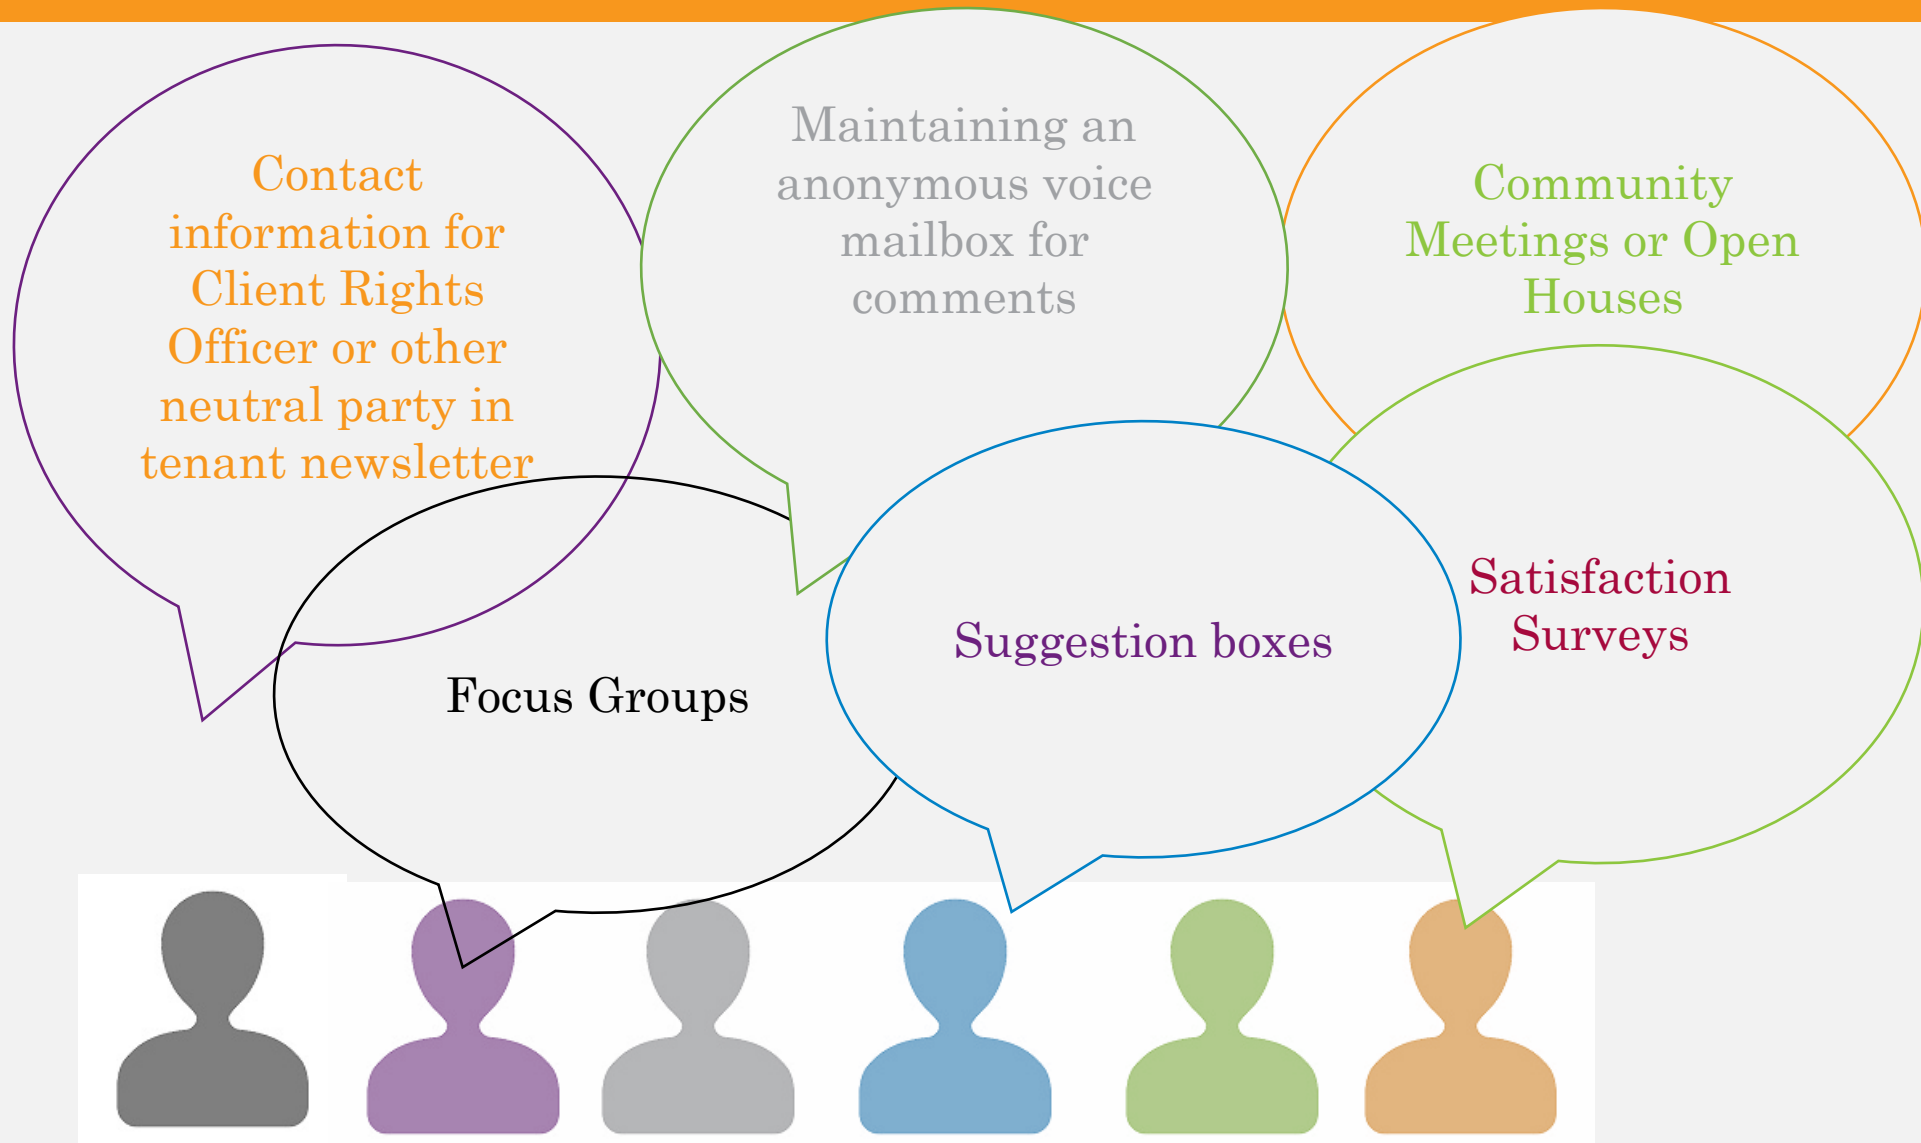 Contact
information for
Client Rights
Officer or other
neutral party in
tenant newsletter
Maintaining an
anonymous voice
mailbox for
comments
Community
Meetings or Open
Houses
Focus Groups
Suggestion boxes
Satisfaction
Surveys